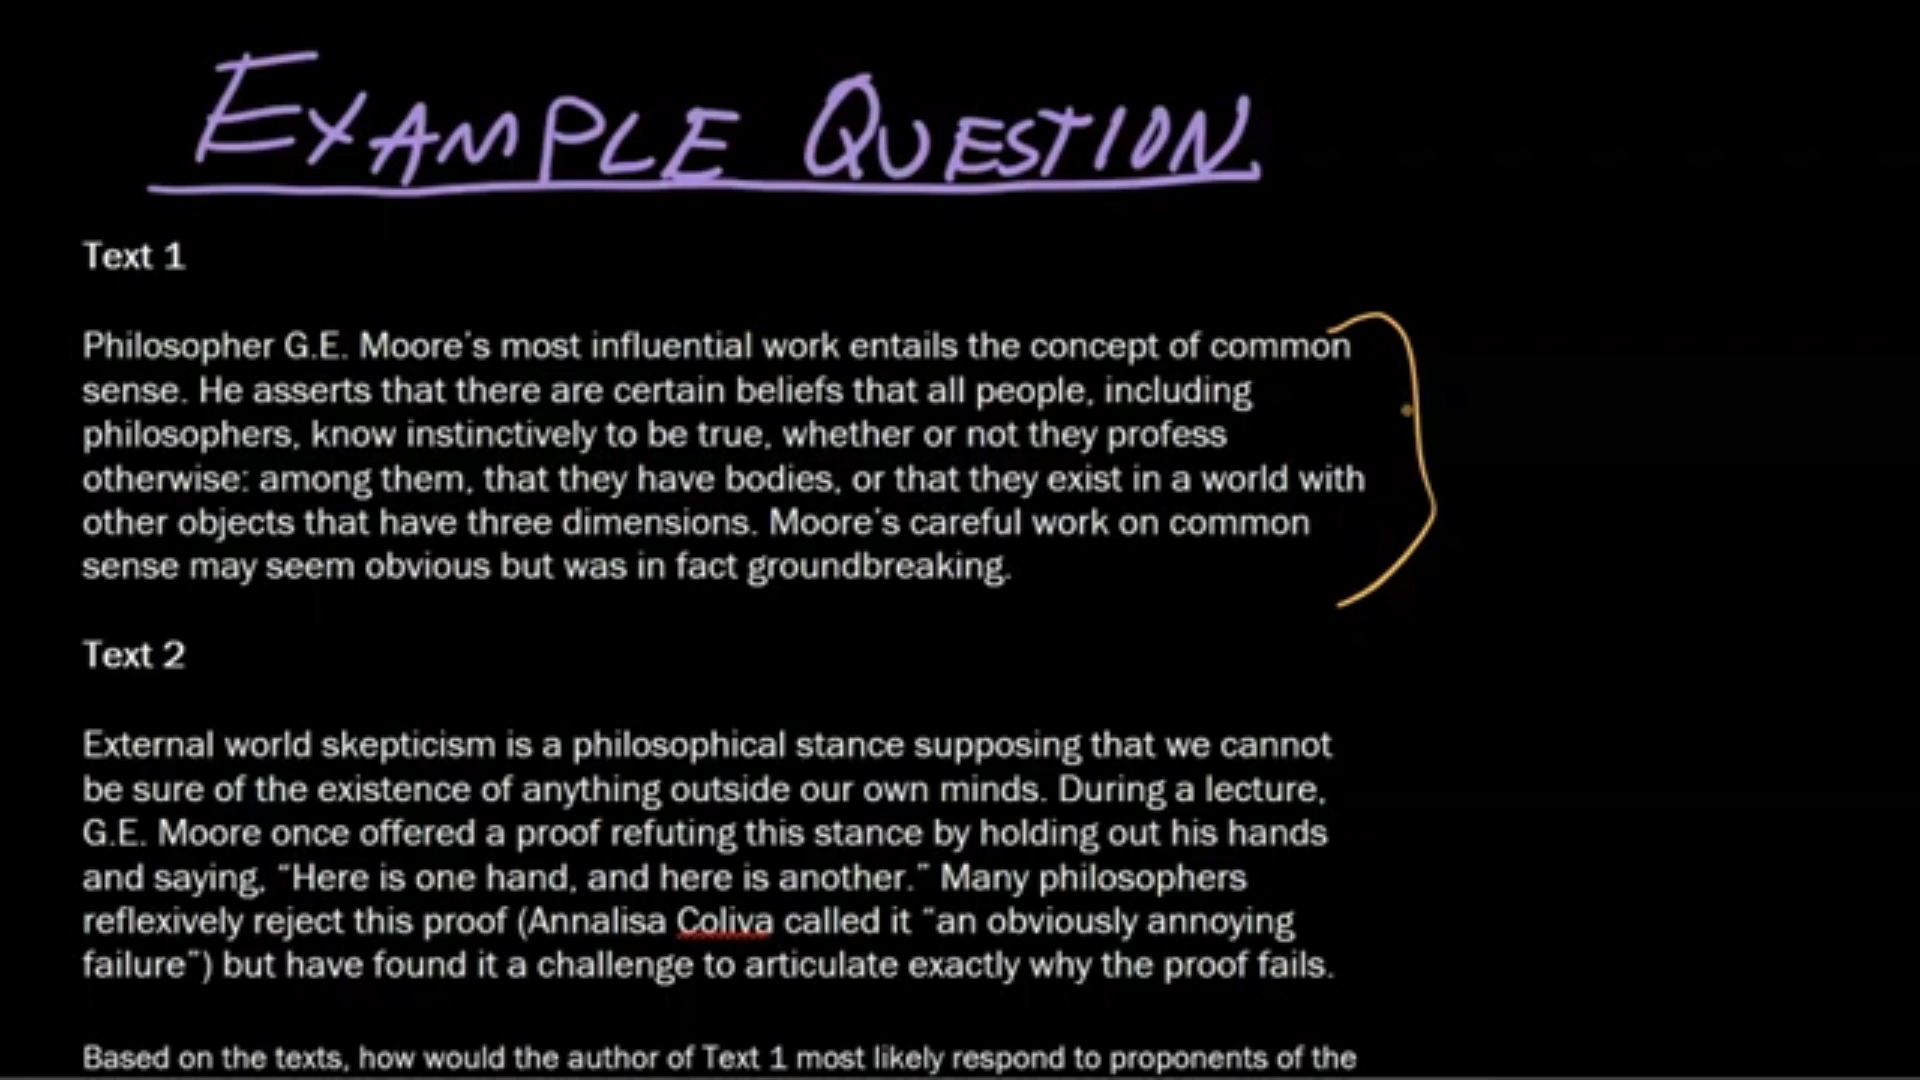 EXAMPLE QUESTION
Text 1
Philosopher G.E. Moore's most influential work entails the concept of common
sense. He asserts that there are certain beliefs that all people, including
philosophers, know instinctively to be true, whether or not they profess
otherwise: among them, that they have bodies, or that they exist in a world with
other objects that have three dimensions. Moore's careful work on common
sense may seem obvious but was in fact groundbreaking.
Text 2
External world skepticism is a philosophical stance supposing that we cannot
be sure of the existence of anything outside our own minds. During a lecture,
G.E. Moore once offered a proof refuting this stance by holding out his hands
and saying, “Here is one hand, and here is another.” Many philosophers
reflexively reject this proof (Annalisa Coliva called it “an obviously annoying
failure”) but have found it a challenge to articulate exactly why the proof fails.
Based on the texts, how would the author of Text 1 most likely respond to proponents of the